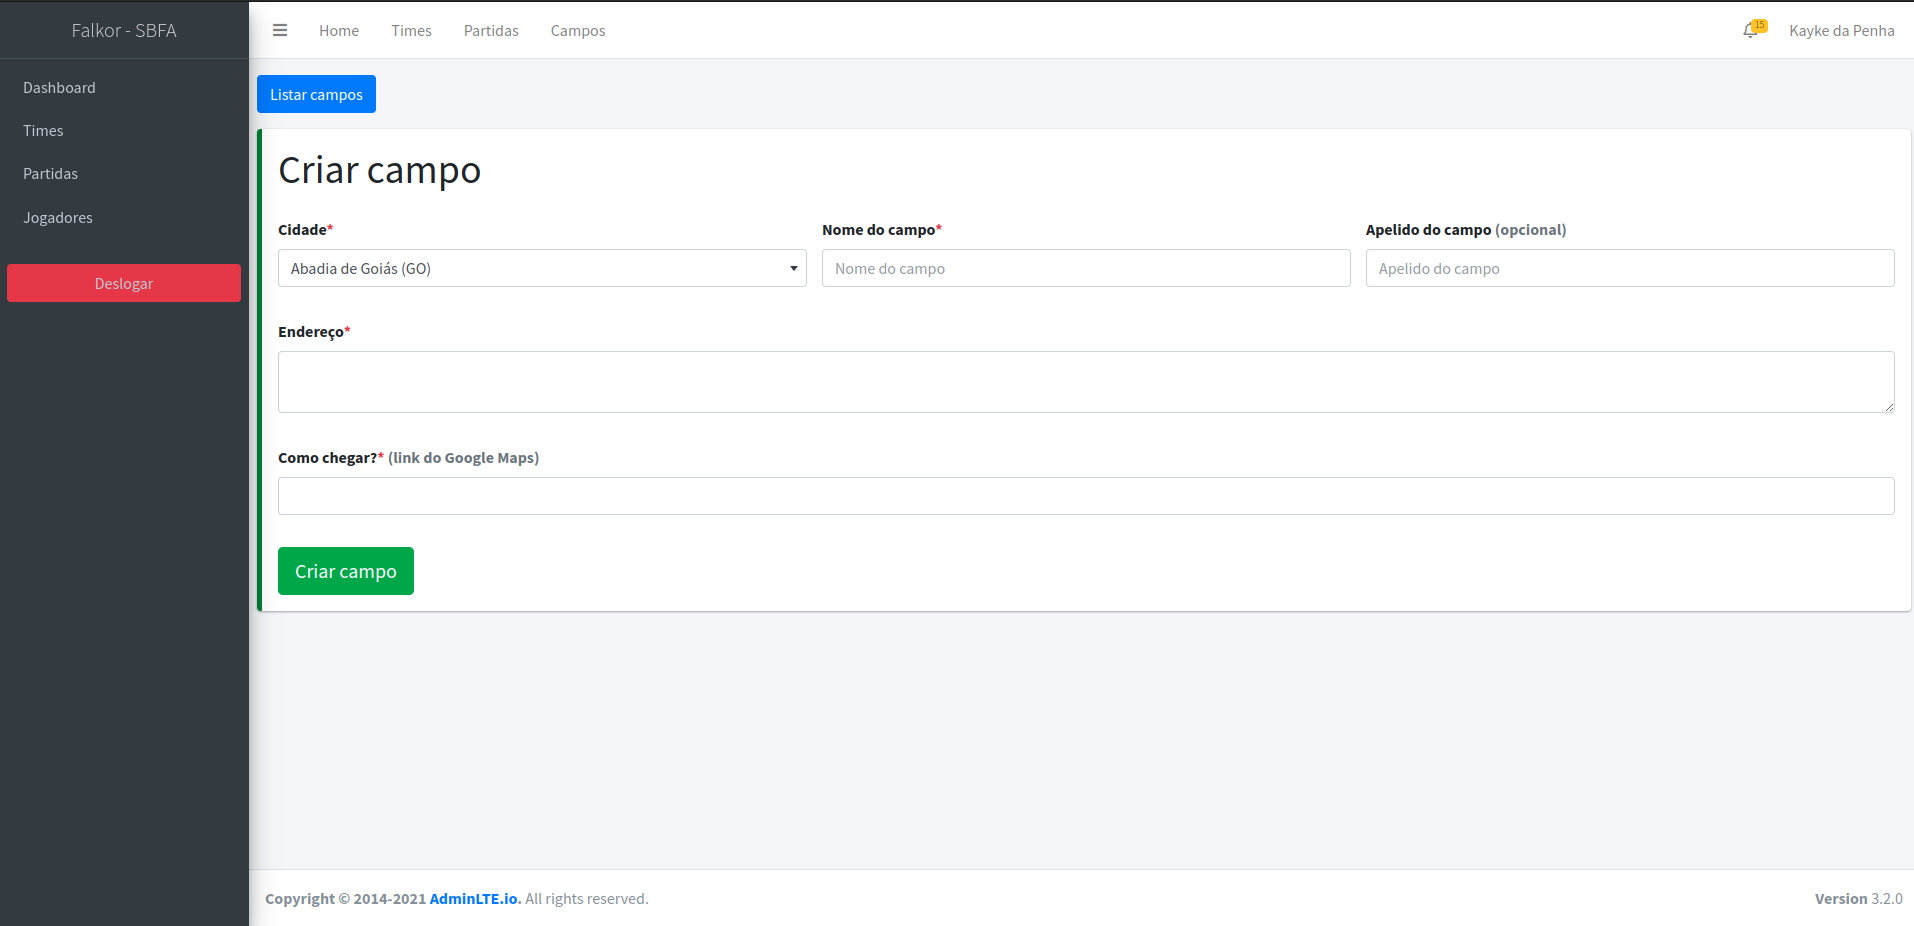 Falkor - SBFA
Dashboard
Times
Partidas
Jogadores
Deslogar
Home Times Partidas Campos
15
Kayke da Penha
Listar campos
Criar campo
Cidade* Nome do campo* Apelido do campo (opcional)
Abadia de Goiás (GO) Nome do campo Apelido do campo
Endereço*
Como chegar?* (link do Google Maps)
Criar campo
Copyright © 2014-2021 AdminLTE.io. All rights reserved.
Version 3.2.0